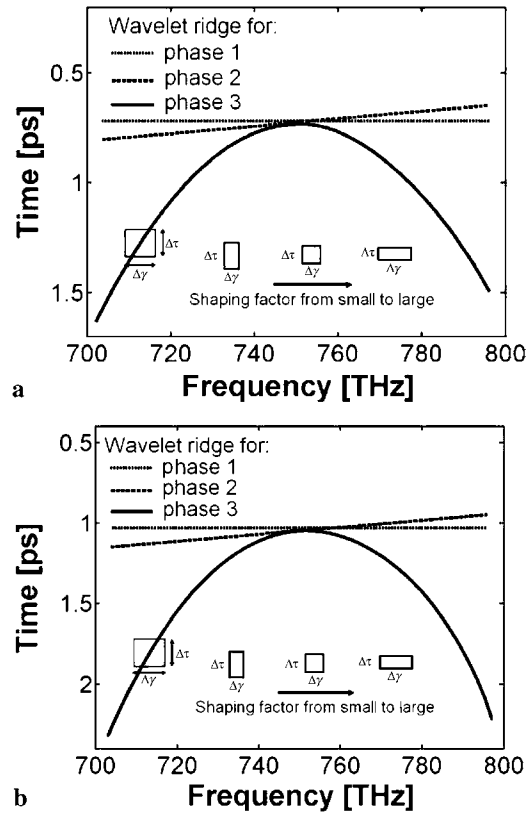 Wavelet ridge for:
phase 1
phase 2
phase 3
0.5
1
1.5
Time [ps]
Δτ
Δγ
Δτ
Δγ
Δτ
Δγ
Δτ
Δγ
Shaping factor from small to large
700 720 740 760 780 800
Frequency [THz]
a
Wavelet ridge for:
phase 1
phase 2
phase 3
0.5
1
1.5
2
Time [ps]
Δτ
Δγ
Δτ
Δγ
Δτ
Δγ
Δτ
Δγ
Shaping factor from small to large
700 720 740 760 780 800
Frequency [THz]
b